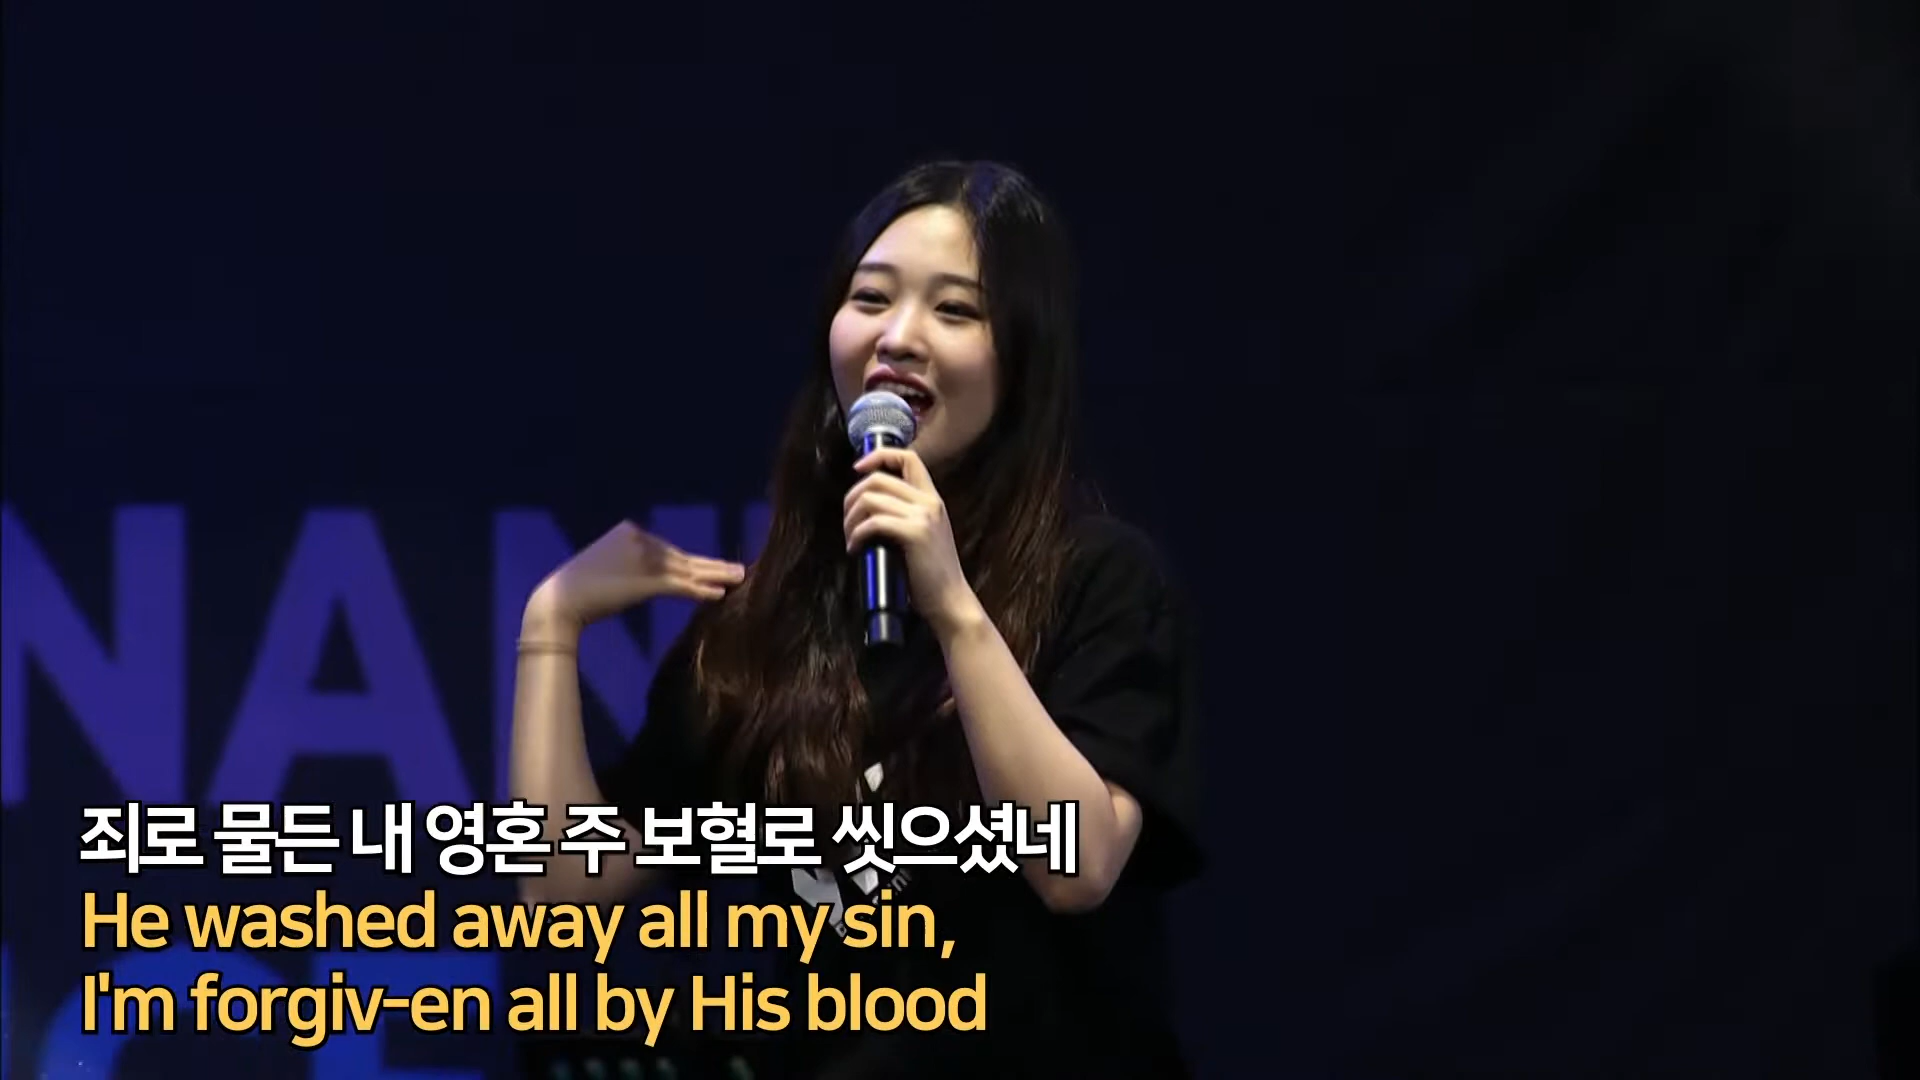 NAN
죄로 물든 내 영혼 주 보혈로 씻으셨네
He washed away all my sin,
I'm forgiv-en all by His blood